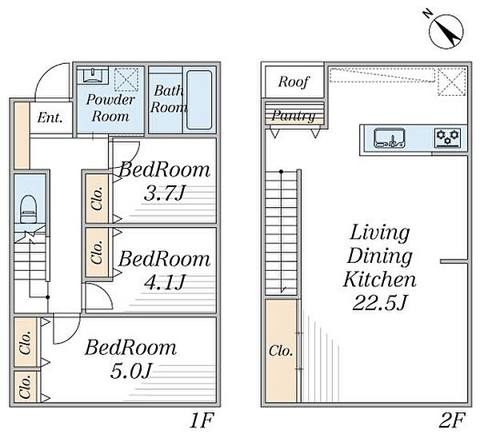 N
Ent.
Powder
Room
Bath
Room
BedRoom
3.7J
Clo.
Clo.
BedRoom
4.1J
Clo.
Clo.
BedRoom
5.0J
1F
Roof
Pantry
Living
Dining
Kitchen
22.5J
Clo.
2F